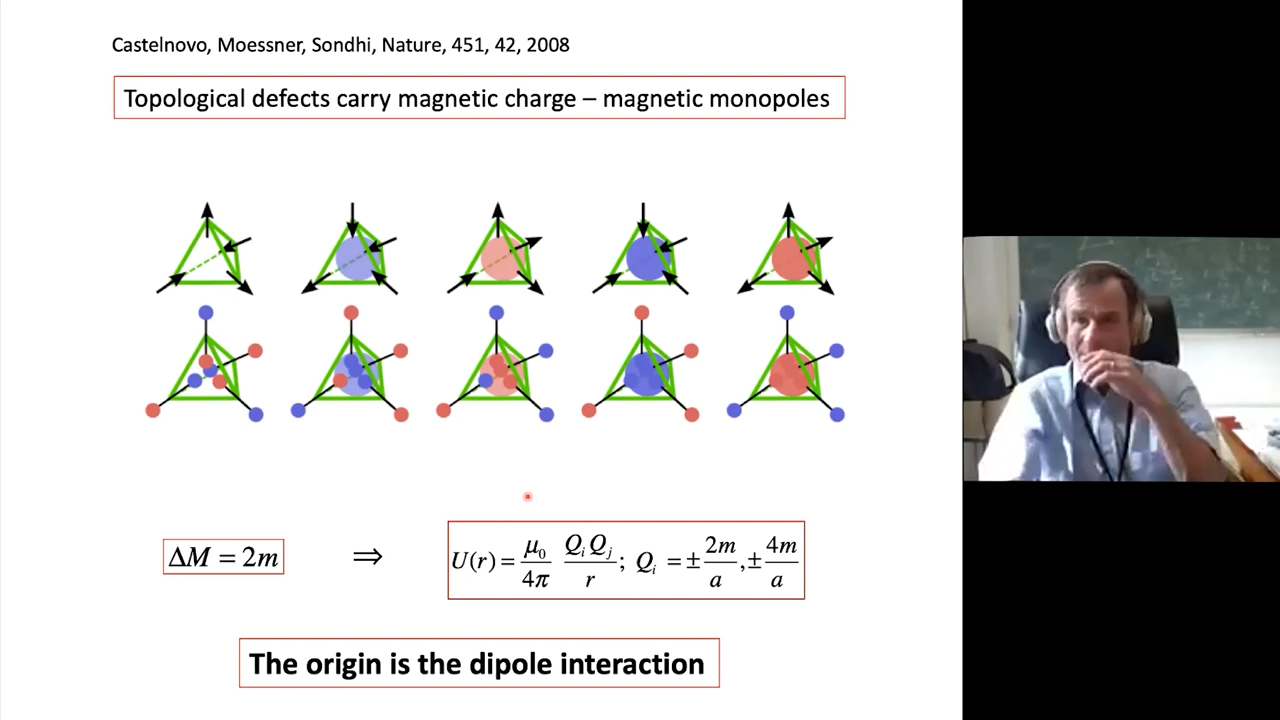 Castelnovo, Moessner, Sondhi, Nature, 451, 42, 2008
Topological defects carry magnetic charge – magnetic monopoles
ΔM = 2m ⇒ U(r) = μ₀/4π QᵢQⱼ/r ; Qᵢ = ± 2m/a , ± 4m/a
The origin is the dipole interaction